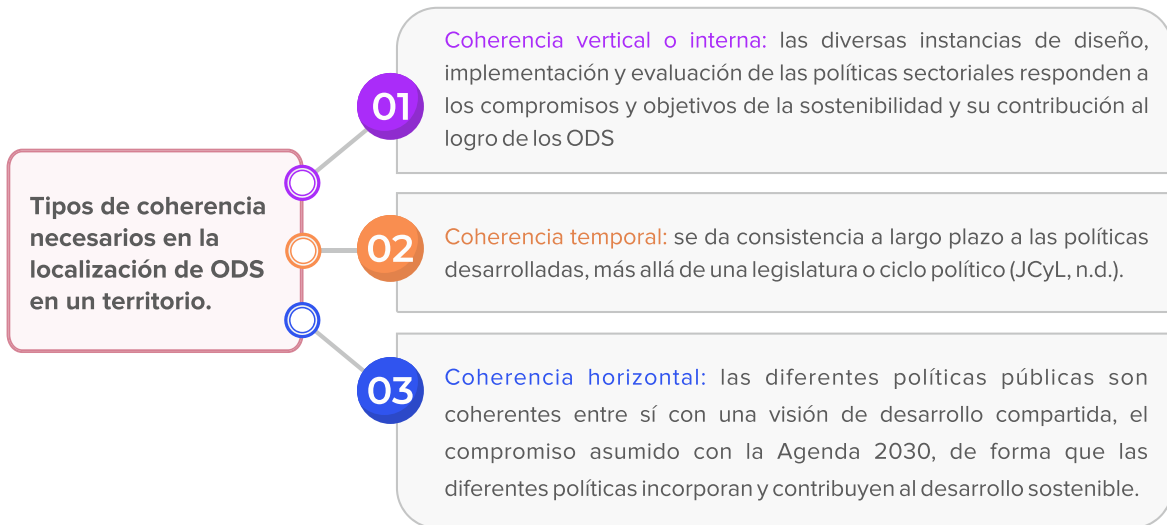 Tipos de coherencia
necesarios en la
localización de ODS
en un territorio.
01
Coherencia vertical o interna: las diversas instancias de diseño,
implementación y evaluación de las políticas sectoriales responden a
los compromisos y objetivos de la sostenibilidad y su contribución al
logro de los ODS
02
Coherencia temporal: se da consistencia a largo plazo a las políticas
desarrolladas, más allá de una legislatura o ciclo político (JCyL, n.d.).
03
Coherencia horizontal: las diferentes políticas públicas son
coherentes entre sí con una visión de desarrollo compartida, el
compromiso asumido con la Agenda 2030, de forma que las
diferentes políticas incorporan y contribuyen al desarrollo sostenible.